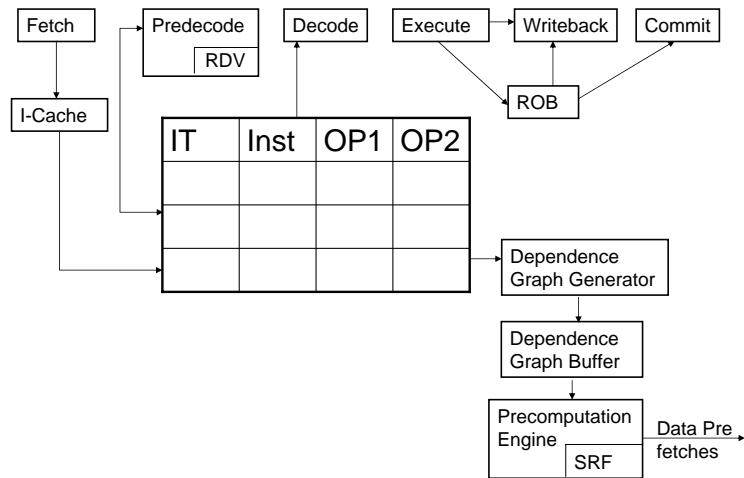 Fetch
Predecode
RDV
Decode
Execute
Writeback
Commit
I-Cache
ROB
IT Inst OP1 OP2
Dependence
Graph Generator
Dependence
Graph Buffer
Precomputation
Engine
SRF
Data Pre
fetches